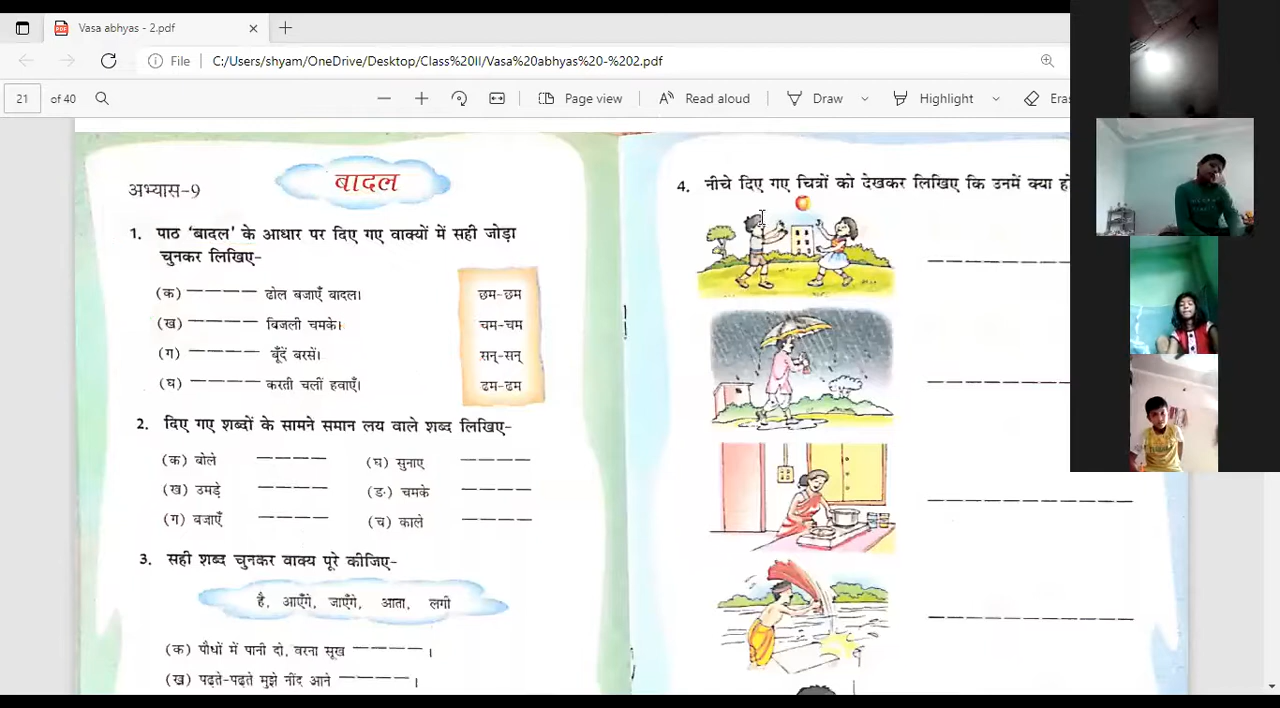 Vasa abhyas - 2.pdf
File C:/Users/shyam/OneDrive/Desktop/Class%20II/Vasa%20abhyas%20-%202.pdf
21 of 40 Page view Read aloud Draw Highlight Eras
अभ्यास-9
बादल
1. पाठ ‘बादल’ के आधार पर दिए गए वाक्यों में सही जोड़ा
चुनकर लिखिए-
(क) ————— ढोल बजाएँ बादल। छम-छम
(ख) ————— बिजली चमके। चम-चम
(ग) ————— बूँदें बरसें। सन्-सन्
(घ) ————— करती चलीं हवाएँ। ढम-ढम
2. दिए गए शब्दों के सामने समान लय वाले शब्द लिखिए-
(क) बोले ————— (घ) सुनाए —————
(ख) उमड़े ————— (ङ) चमके —————
(ग) बजाएँ ————— (च) काले —————
3. सही शब्द चुनकर वाक्य पूरे कीजिए-
है, आएँगे, जाएँगे, आता, लगी
(क) पौधों में पानी दो, वरना सूख ————— ।
(ख) पढ़ते-पढ़ते मुझे नींद आने ————— ।
4. नीचे दिए गए चित्रों को देखकर लिखिए कि उनमें क्या हो